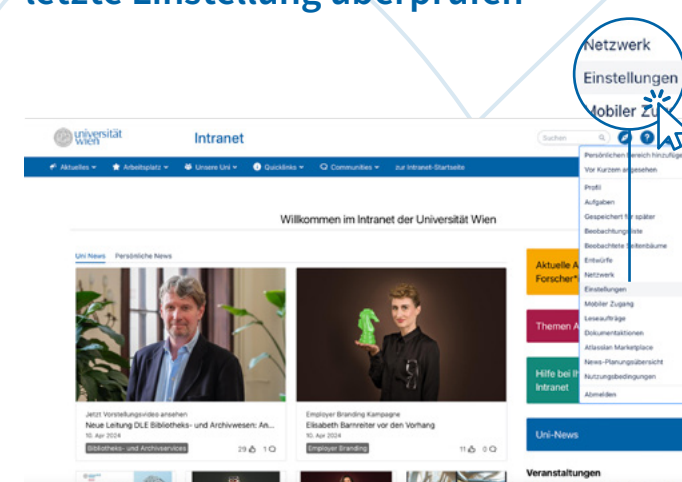 letzte Einstellung überprüfen
Netzwerk
Einstellungen
Mobiler Zu
universität
wien
Intranet
Suchen
Aktuelles
Arbeitsplatz
Unsere Uni
Quicklinks
Communities
zur Intranet-Startseite
Persönlichen Bereich hinzufüge
Vor Kurzem angesehen
Profil
Aufgaben
Gespeichert für später
Beobachtungsliste
Beobachtete Seitenbäume
Entwürfe
Netzwerk
Einstellungen
Mobiler Zugang
Leseaufträge
Dokumentaktionen
Atlassian Marketplace
News-Planungsübersicht
Nutzungsbedingungen
Abmelden
Willkommen im Intranet der Universität Wien
Uni News
Persönliche News
Aktuelle A
Forscher*
Themen A
Hilfe bei I
Intranet
Uni-News
Veranstaltungen
Jetzt Vorstellungsvideo ansehen
Neue Leitung DLE Bibliotheks- und Archivwesen: An...
10. Apr 2024
Bibliotheks- und Archivservices
29
1
Employer Branding Kampagne
Elisabeth Barnreiter vor den Vorhang
10. Apr 2024
Employer Branding
11
0